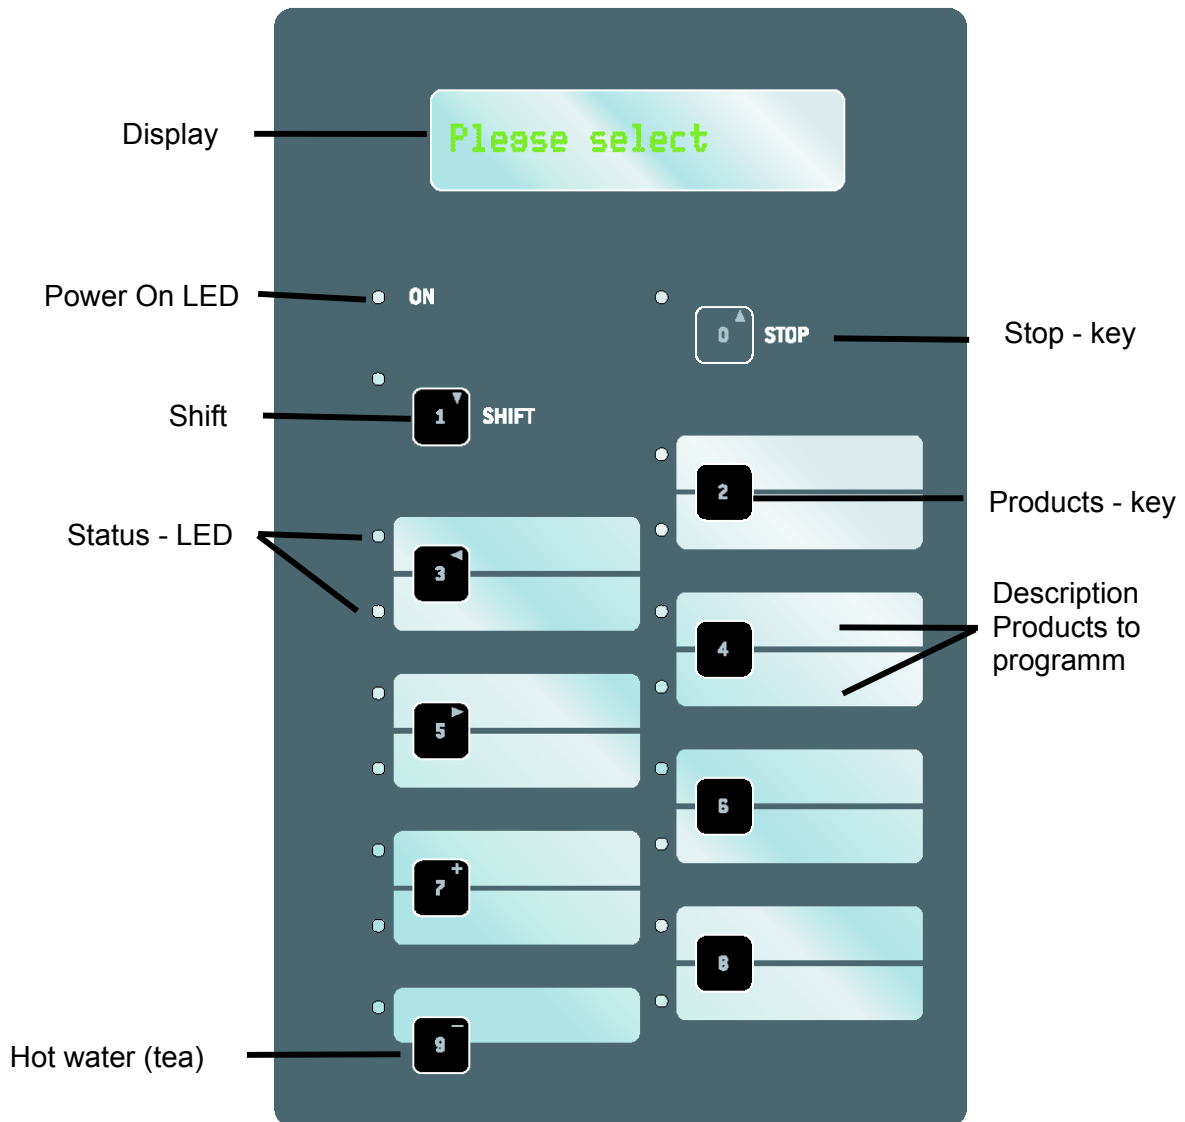 Display
Please select
Power On LED
ON
0 STOP
Stop - key
Shift
1 SHIFT
2
Products - key
Status - LED
3
Description
Products to
programm
4
5
6
7 +
8
Hot water (tea)
9 –